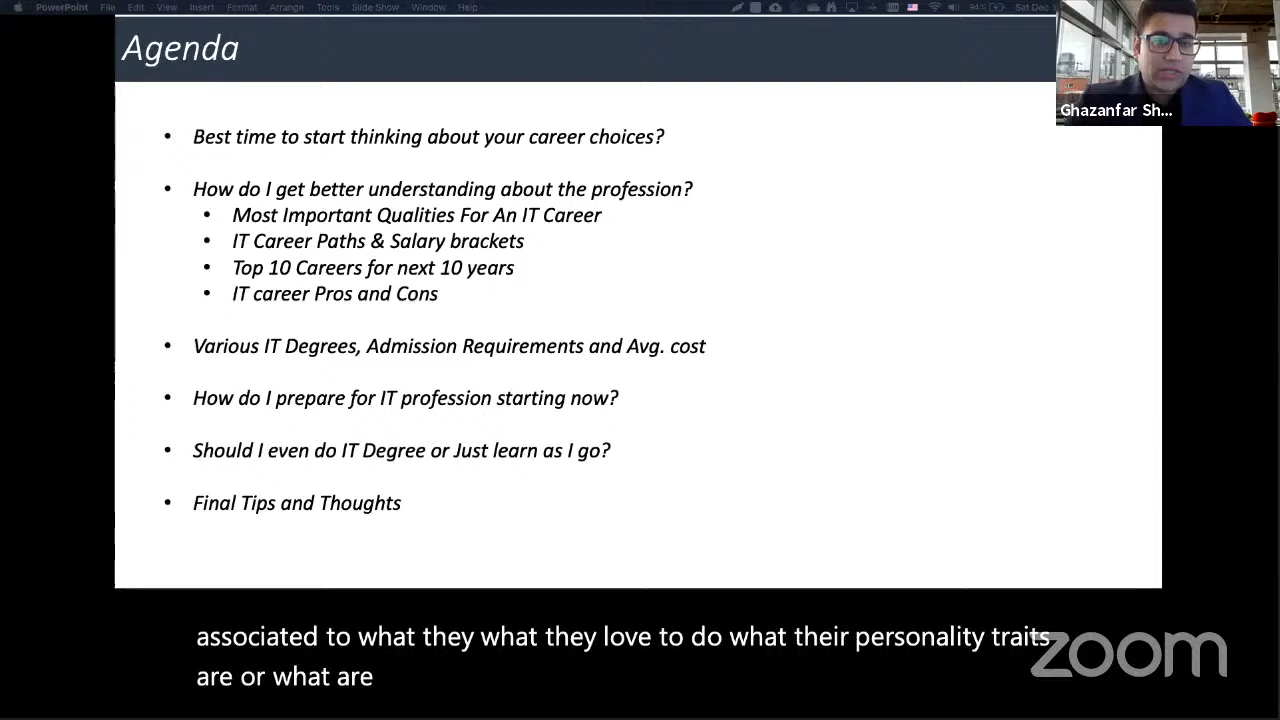 PowerPoint File Edit View Insert Format Arrange Tools Slide Show Window Help 94% Sat Dec
Agenda
Ghazanfar Sh...
• Best time to start thinking about your career choices?
• How do I get better understanding about the profession?
• Most Important Qualities For An IT Career
• IT Career Paths & Salary brackets
• Top 10 Careers for next 10 years
• IT career Pros and Cons
• Various IT Degrees, Admission Requirements and Avg. cost
• How do I prepare for IT profession starting now?
• Should I even do IT Degree or Just learn as I go?
• Final Tips and Thoughts
associated to what they what they love to do what their personality traits
are or what are
zoom